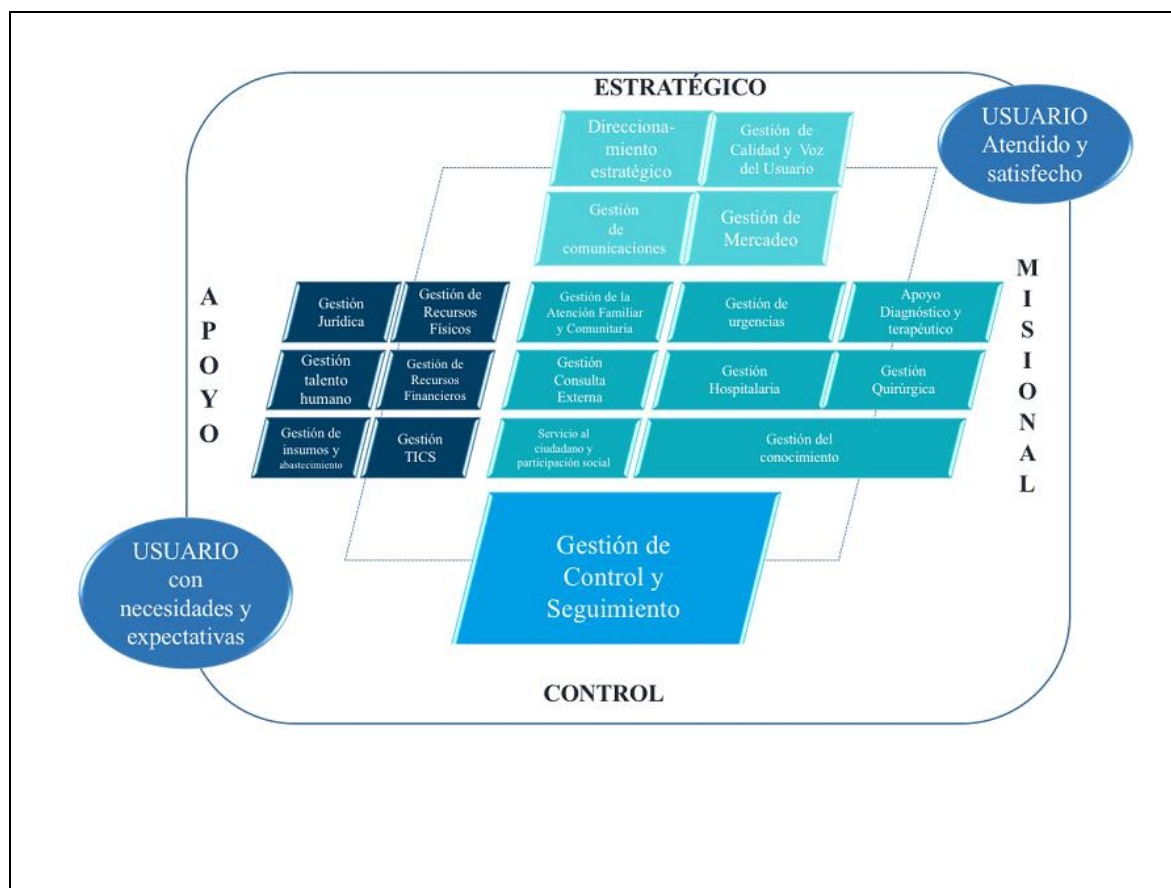 ESTRATÉGICO
USUARIO
Atendido y
satisfecho
Direcciona-
miento
estratégico
Gestión de
Calidad y Voz
del Usuario
Gestión
de
comunicaciones
Gestión de
Mercadeo
APOYO
Gestión
Jurídica
Gestión de
Recursos
Físicos
Gestión
talento
humano
Gestión de
Recursos
Financieros
Gestión de
insumos y
abastecimiento
Gestión
TICS
Gestión de la
Atención Familiar
y Comunitaria
Gestión de
urgencias
Apoyo
Diagnóstico y
terapéutico
Gestión
Consulta
Externa
Gestión
Hospitalaria
Gestión
Quirúrgica
Servicio al
ciudadano y
participación social
Gestión del
conocimiento
MISIONAL
Gestión de
Control y
Seguimiento
USUARIO
con
necesidades y
expectativas
CONTROL